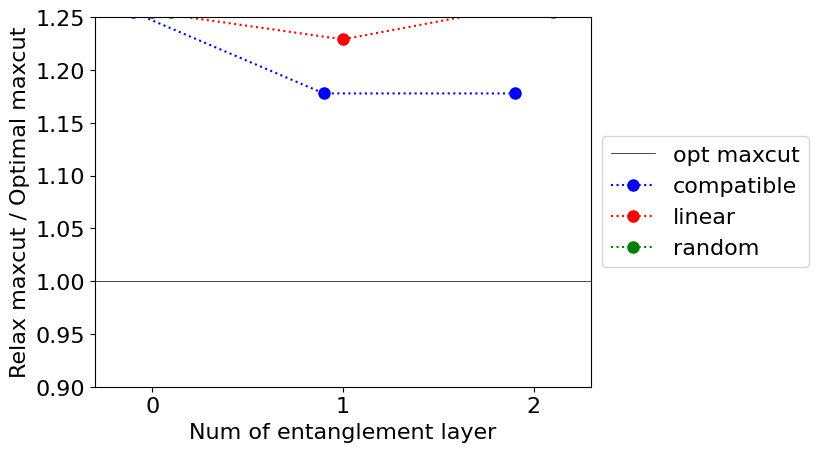 Relax maxcut / Optimal maxcut
1.25
1.20
1.15
1.10
1.05
1.00
0.95
0.90
0
1
2
Num of entanglement layer
opt maxcut
compatible
linear
random